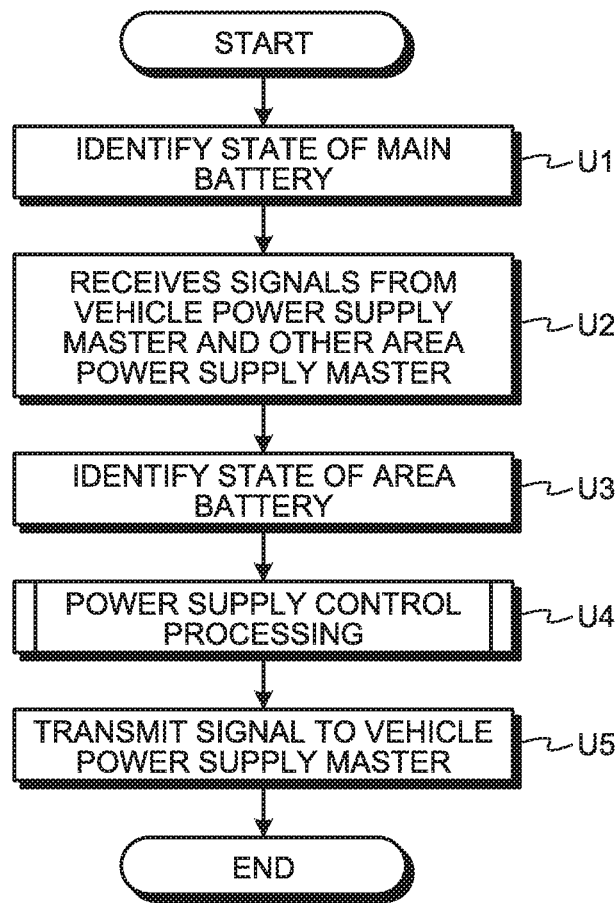 START
IDENTIFY STATE OF MAIN
BATTERY
U1
RECEIVES SIGNALS FROM
VEHICLE POWER SUPPLY
MASTER AND OTHER AREA
POWER SUPPLY MASTER
U2
IDENTIFY STATE OF AREA
BATTERY
U3
POWER SUPPLY CONTROL
PROCESSING
U4
TRANSMIT SIGNAL TO VEHICLE
POWER SUPPLY MASTER
U5
END